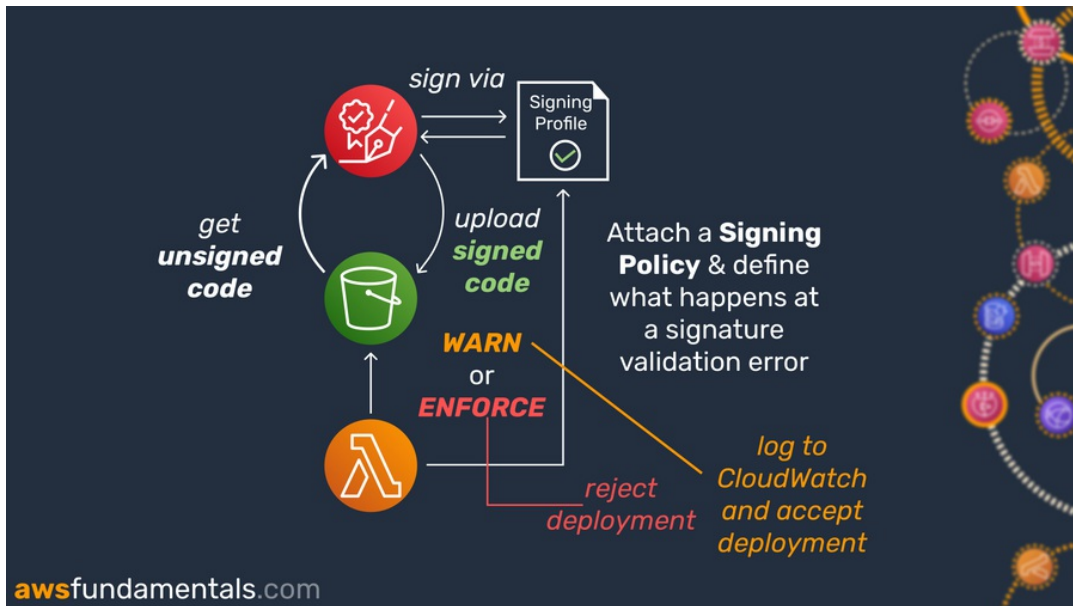 sign via
Signing
Profile
get
unsigned
code
upload
signed
code
Attach a Signing
Policy & define
what happens at
a signature
validation error
WARN
or
ENFORCE
reject
deployment
log to
CloudWatch
and accept
deployment
awsfundamentals.com